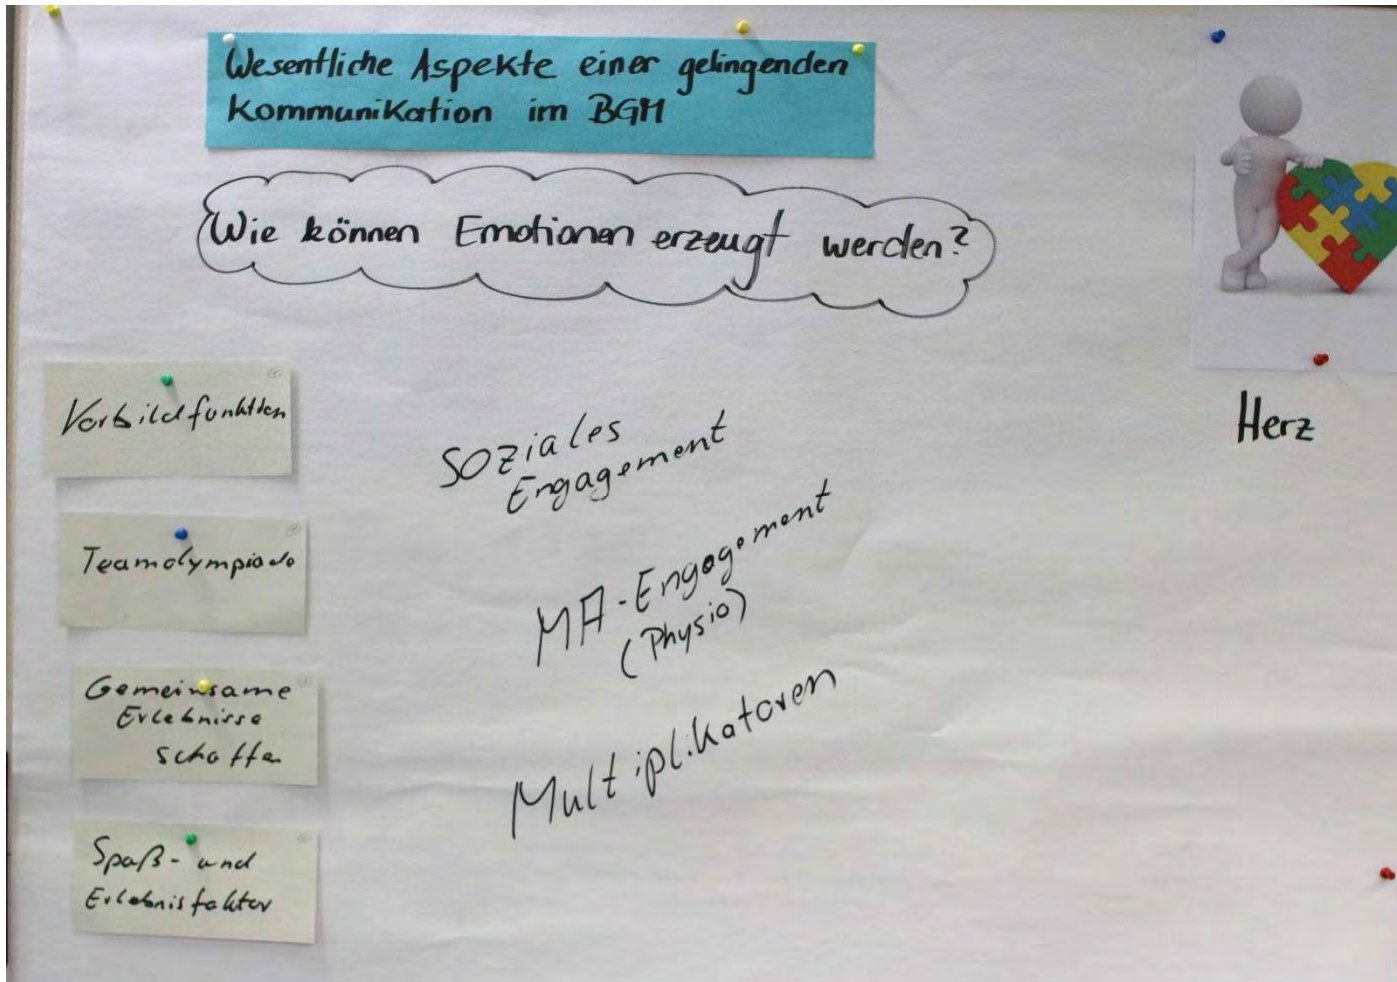 Wesentliche Aspekte einer gelingenden
Kommunikation im BGM
Wie können Emotionen erzeugt werden?
Herz
Vorbildfunktion
Teamolympiade
Gemeinsame
Erlebnisse
schaffen
Spaß- und
Erlebnisfaktor
Soziales
Engagement
MA-Engagement
(Physio)
Multiplikatoren